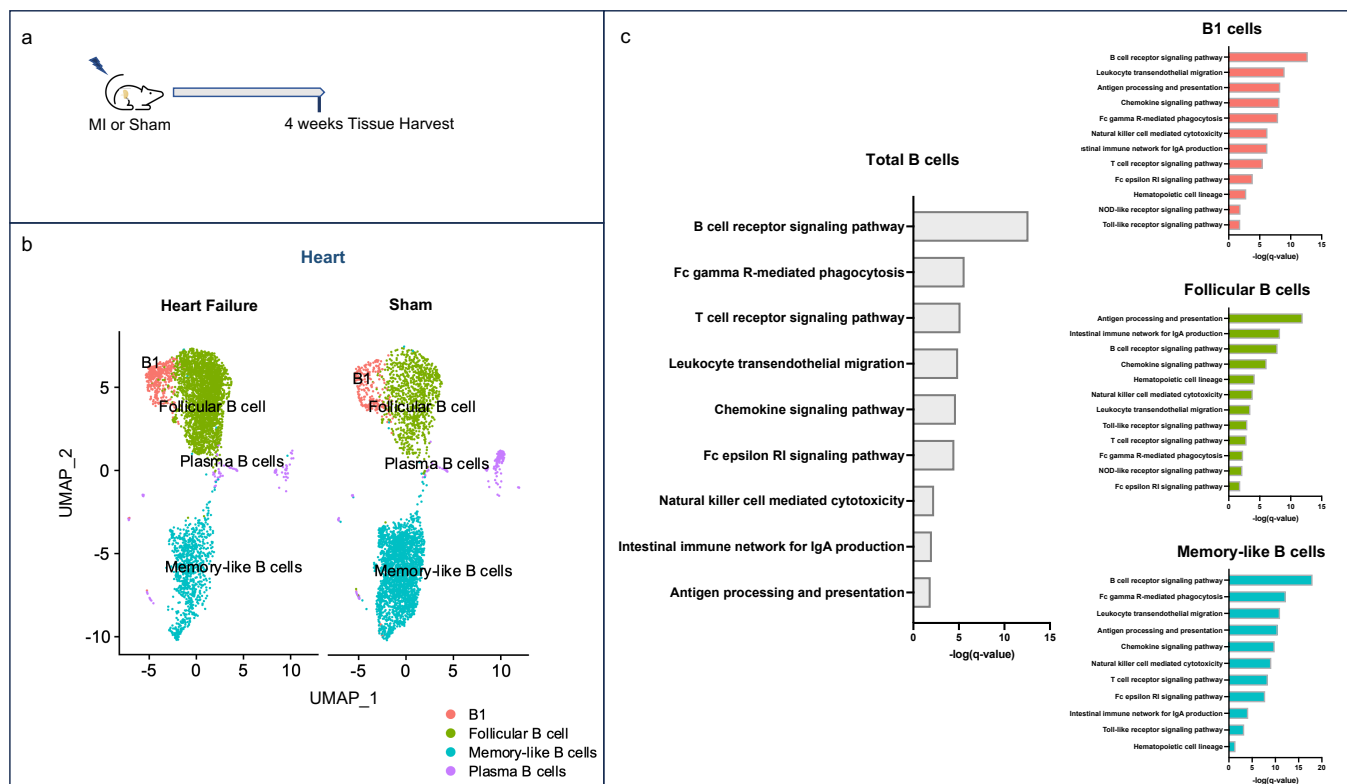 a
MI or Sham
4 weeks Tissue Harvest
b
Heart
Heart Failure
Sham
B1
Follicular B cell
Plasma B cells
Memory-like B cells
B1
Follicular B cell
Plasma B cells
Memory-like B cells
UMAP_2
5
0
-5
-10
-5
0
5
10
-5
0
5
10
UMAP_1
B1
Follicular B cell
Memory-like B cells
Plasma B cells
c
Total B cells
B cell receptor signaling pathway
Fc gamma R-mediated phagocytosis
T cell receptor signaling pathway
Leukocyte transendothelial migration
Chemokine signaling pathway
Fc epsilon RI signaling pathway
Natural killer cell mediated cytotoxicity
Intestinal immune network for IgA production
Antigen processing and presentation
0
5
10
15
-log(q-value)
B1 cells
B cell receptor signaling pathway
Leukocyte transendothelial migration
Antigen processing and presentation
Chemokine signaling pathway
Fc gamma R-mediated phagocytosis
Natural killer cell mediated cytotoxicity
stinal immune network for IgA production
T cell receptor signaling pathway
Fc epsilon RI signaling pathway
Hematopoietic cell lineage
NOD-like receptor signaling pathway
Toll-like receptor signaling pathway
0
5
10
15
-log(q-value)
Follicular B cells
Antigen processing and presentation
Intestinal immune network for IgA production
B cell receptor signaling pathway
Chemokine signaling pathway
Hematopoietic cell lineage
Natural killer cell mediated cytotoxicity
Leukocyte transendothelial migration
Toll-like receptor signaling pathway
T cell receptor signaling pathway
Fc gamma R-mediated phagocytosis
NOD-like receptor signaling pathway
Fc epsilon RI signaling pathway
0
5
10
15
-log(q-value)
Memory-like B cells
B cell receptor signaling pathway
Fc gamma R-mediated phagocytosis
Leukocyte transendothelial migration
Antigen processing and presentation
Chemokine signaling pathway
Natural killer cell mediated cytotoxicity
T cell receptor signaling pathway
Fc epsilon RI signaling pathway
Intestinal immune network for IgA production
Toll-like receptor signaling pathway
Hematopoietic cell lineage
0
5
10
15
20
-log(q-value)